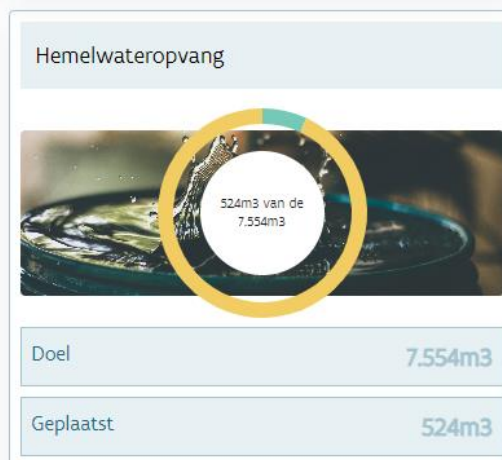 Hemelwateropvang
524m3 van de
7.554m3
Doel
7.554m3
Geplaatst
524m3